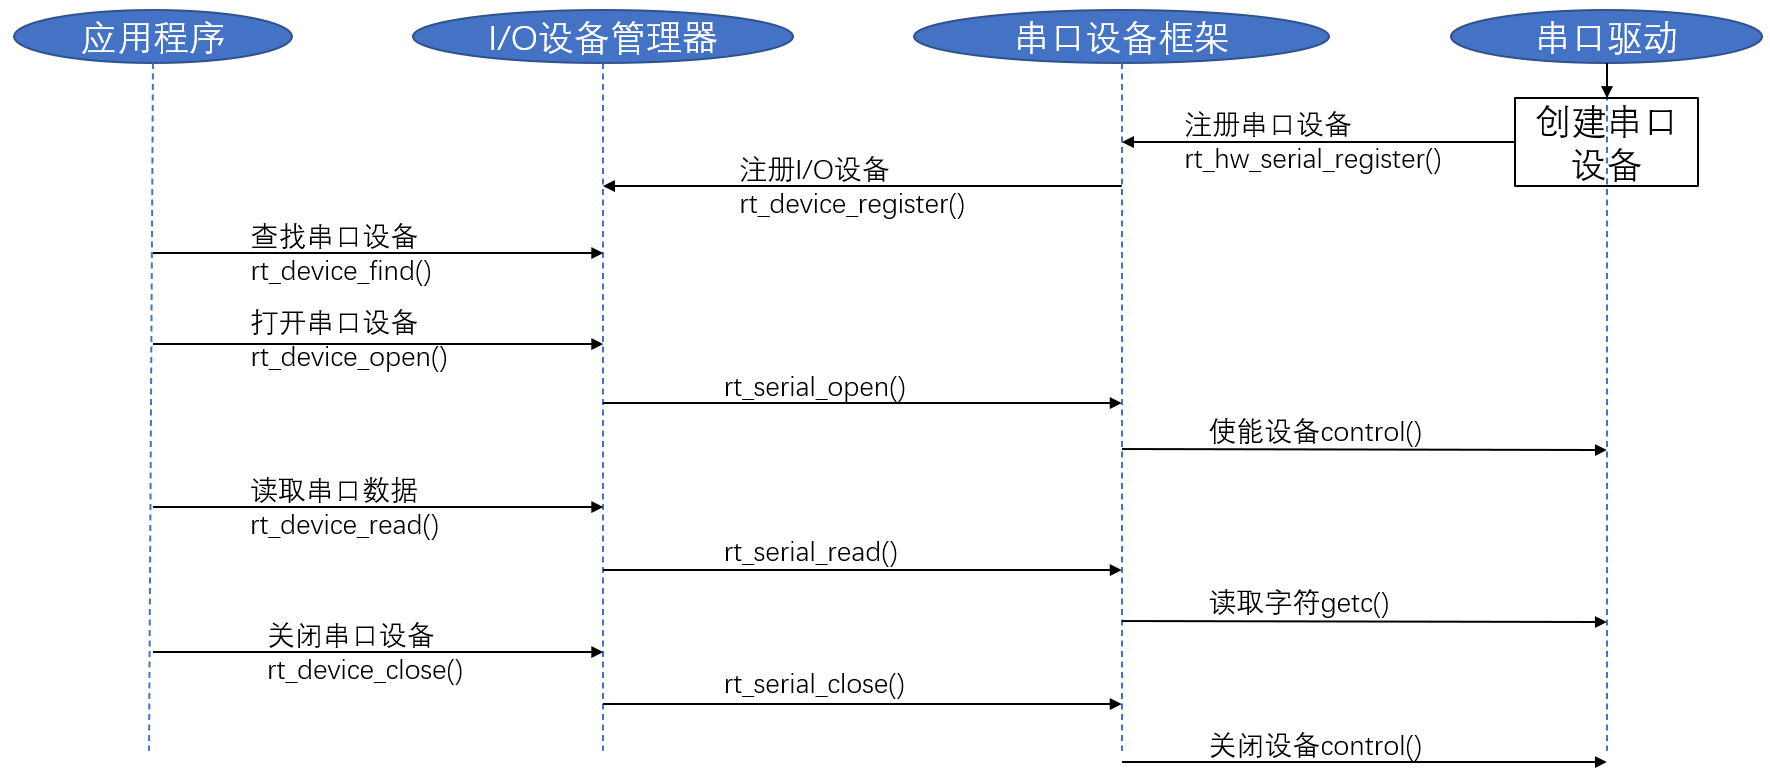 应用程序
I/O设备管理器
串口设备框架
串口驱动
创建串口
设备
注册串口设备
rt_hw_serial_register()
注册I/O设备
rt_device_register()
查找串口设备
rt_device_find()
打开串口设备
rt_device_open()
rt_serial_open()
使能设备control()
读取串口数据
rt_device_read()
rt_serial_read()
读取字符getc()
关闭串口设备
rt_device_close()
rt_serial_close()
关闭设备control()